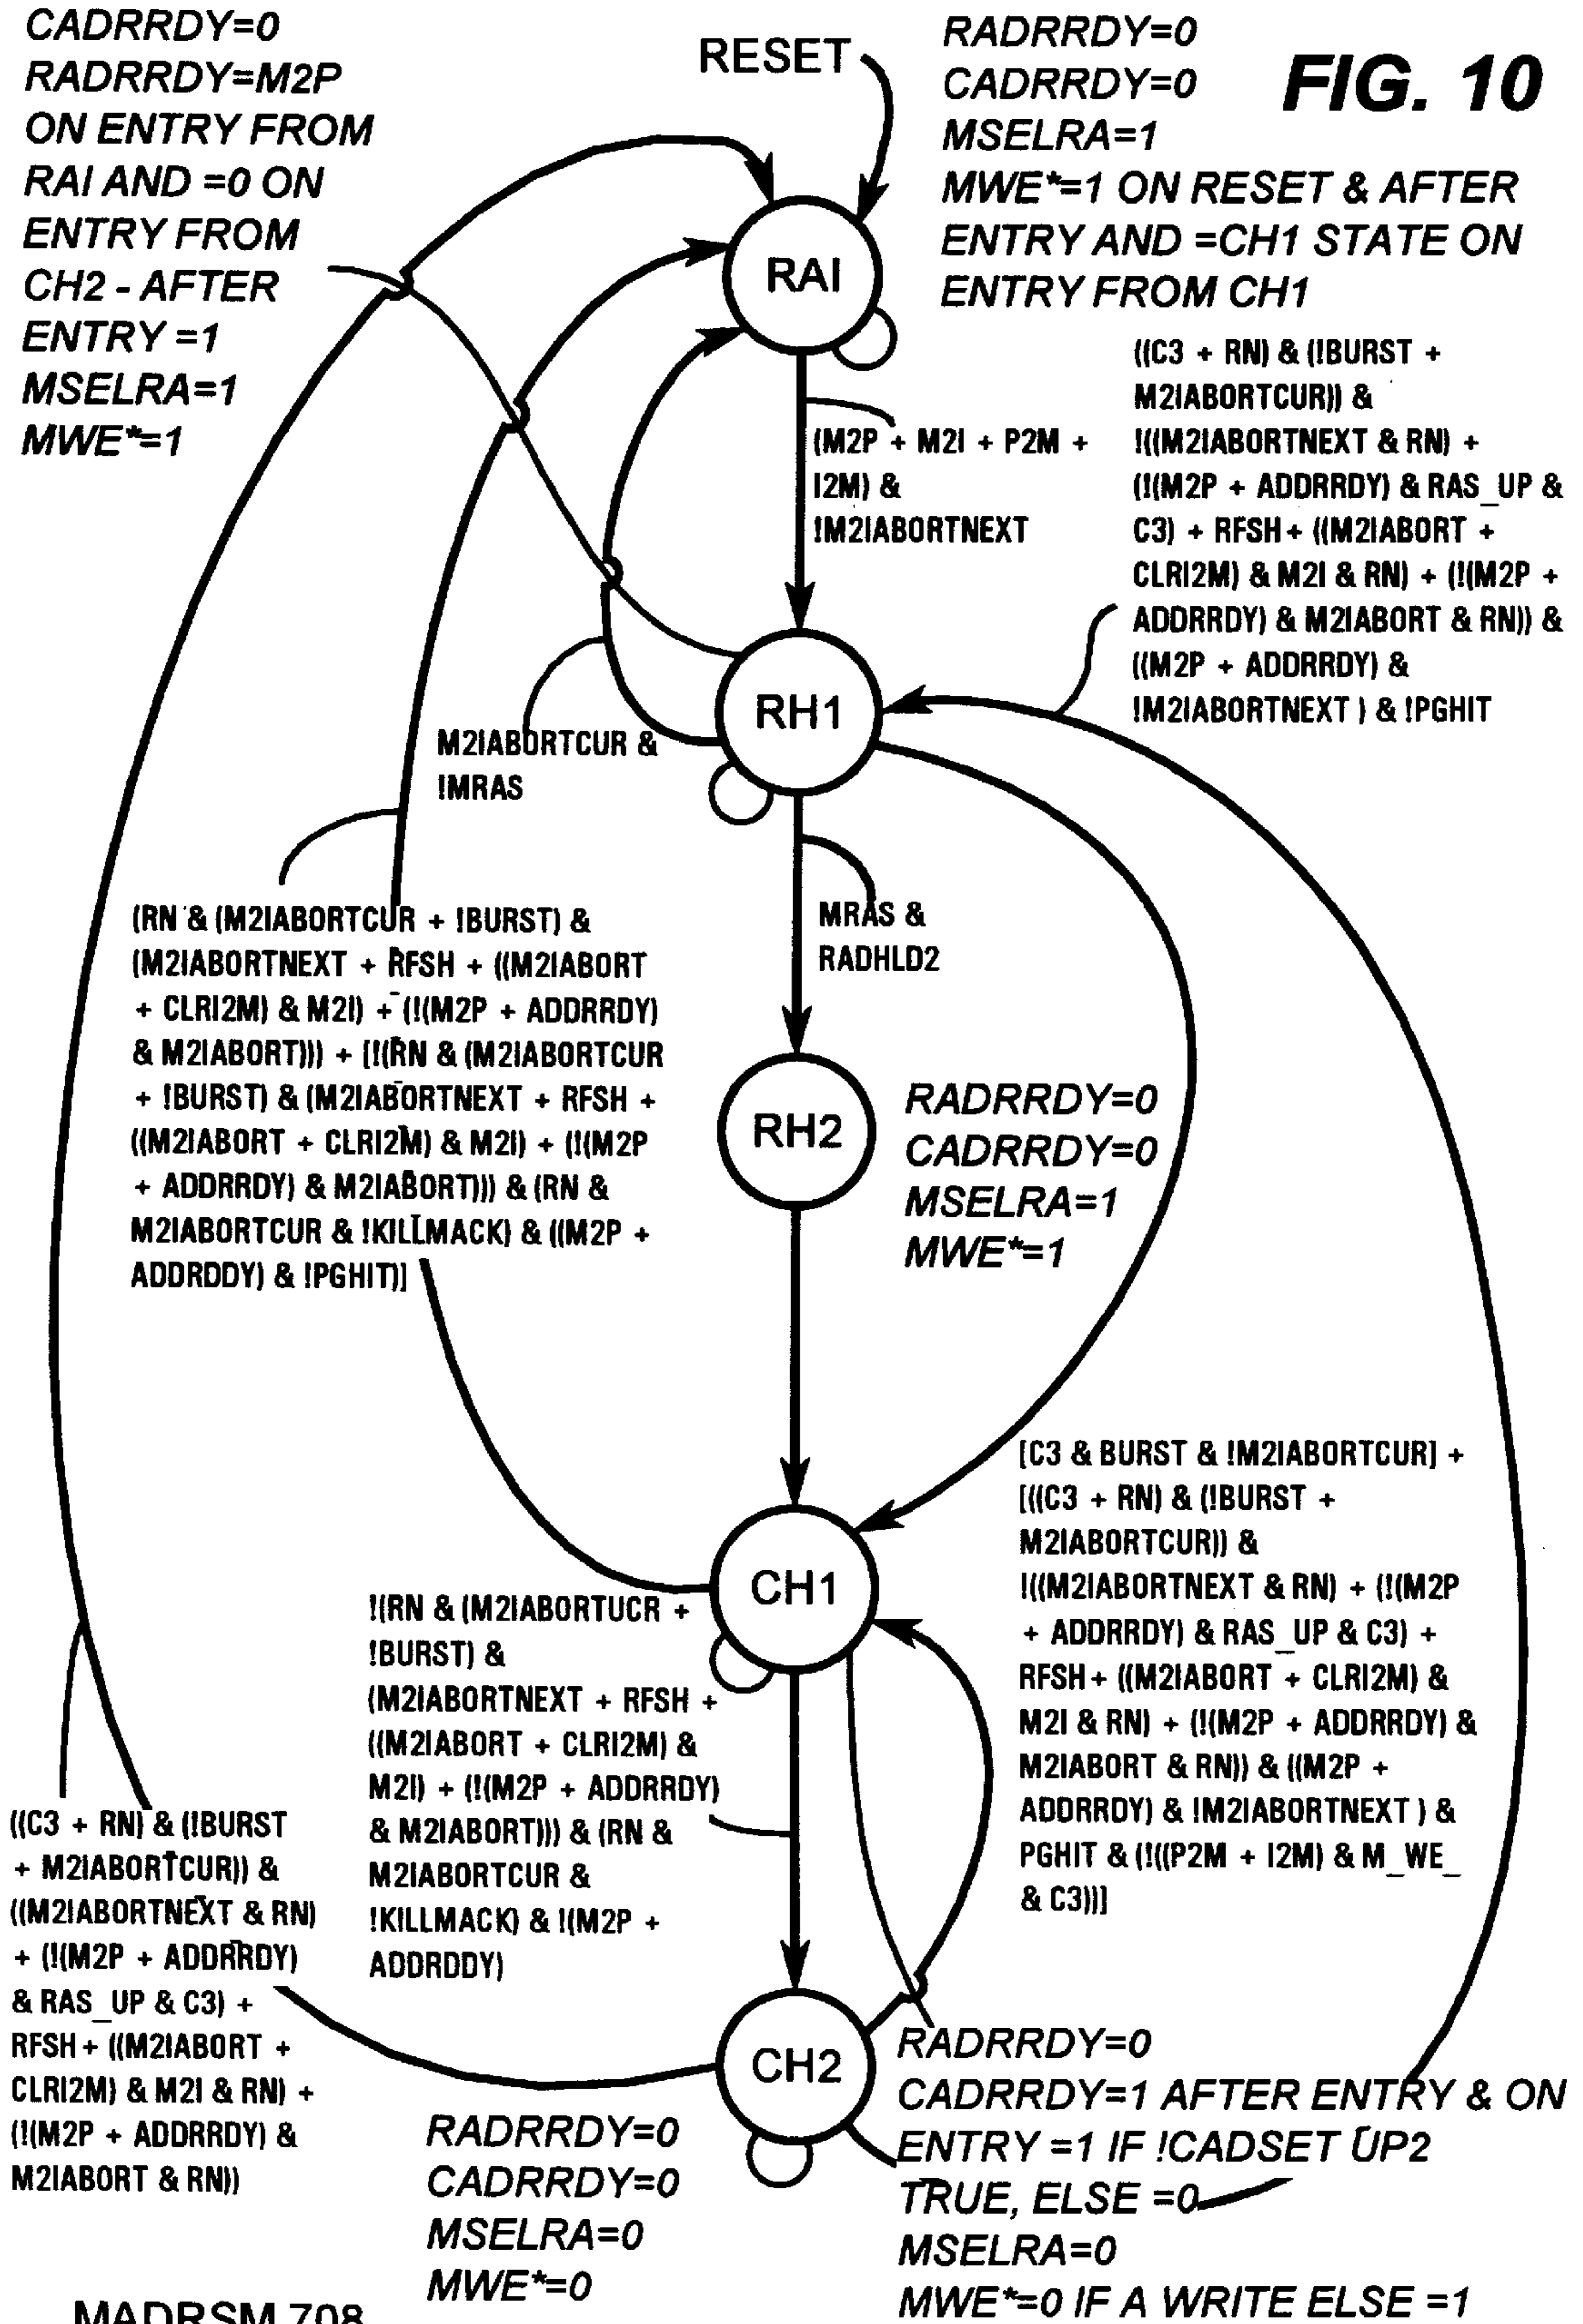 CADRRDY=0
RADRRDY=M2P
ON ENTRY FROM
RAI AND =0 ON
ENTRY FROM
CH2 - AFTER
ENTRY =1
MSELRA=1
MWE*=1
RESET
RADRRDY=0
CADRRDY=0
MSELRA=1
MWE*=1 ON RESET & AFTER
ENTRY AND =CH1 STATE ON
ENTRY FROM CH1
FIG. 10
RAI
(M2P + M2I + P2M +
I2M) &
!M2IABORTNEXT
((C3 + RN) & (!BURST +
M2IABORTCUR)) &
!((M2IABORTNEXT & RN) +
(!(M2P + ADDRRDY) & RAS_UP &
C3) + RFSH+ ((M2IABORT +
CLRI2M) & M2I & RN) + (!(M2P +
ADDRRDY) & M2IABORT & RN)) &
((M2P + ADDRRDY) &
!M2IABORTNEXT ) & !PGHIT
RH1
M2IABORTCUR &
!MRAS
MRAS &
RADHLD2
(RN & (M2IABORTCUR + !BURST) &
(M2IABORTNEXT + RFSH + ((M2IABORT
+ CLRI2M) & M2I) + (!(M2P + ADDRRDY)
& M2IABORT))) + [!((RN & (M2IABORTCUR
+ !BURST) & (M2IABORTNEXT + RFSH +
((M2IABORT + CLRI2M) & M2I) + (!(M2P
+ ADDRRDY) & M2IABORT))) & (RN &
M2IABORTCUR & !KILLMACK) & ((M2P +
ADDRDDY) & !PGHIT)]
RH2
RADRRDY=0
CADRRDY=0
MSELRA=1
MWE*=1
CH1
[C3 & BURST & !M2IABORTCUR] +
[((C3 + RN) & (!BURST +
M2IABORTCUR)) &
!((M2IABORTNEXT & RN) + (!(M2P
+ ADDRRDY) & RAS_UP & C3) +
RFSH+ ((M2IABORT + CLRI2M) &
M2I & RN) + (!(M2P + ADDRRDY) &
M2IABORT & RN)) & ((M2P +
ADDRRDY) & !M2IABORTNEXT ) &
PGHIT & (!((P2M + I2M) & M_WE_
& C3))]
!(RN & (M2IABORTUCR +
!BURST) &
(M2IABORTNEXT + RFSH +
((M2IABORT + CLRI2M) &
M2I) + (!(M2P + ADDRRDY)
& M2IABORT))) & (RN &
M2IABORTCUR &
!KILLMACK) & !(M2P +
ADDRDDY)
((C3 + RN) & (!BURST
+ M2IABORTCUR)) &
((M2IABORTNEXT & RN)
+ (!(M2P + ADDRRDY)
& RAS_UP & C3) +
RFSH+ ((M2IABORT +
CLRI2M) & M2I & RN) +
(!(M2P + ADDRRDY) &
M2IABORT & RN))
CH2
RADRRDY=0
CADRRDY=0
MSELRA=0
MWE*=0
RADRRDY=0
CADRRDY=1 AFTER ENTRY & ON
ENTRY =1 IF !CADSET UP2
TRUE, ELSE =0
MSELRA=0
MWE*=0 IF A WRITE ELSE =1
MADRSM 708